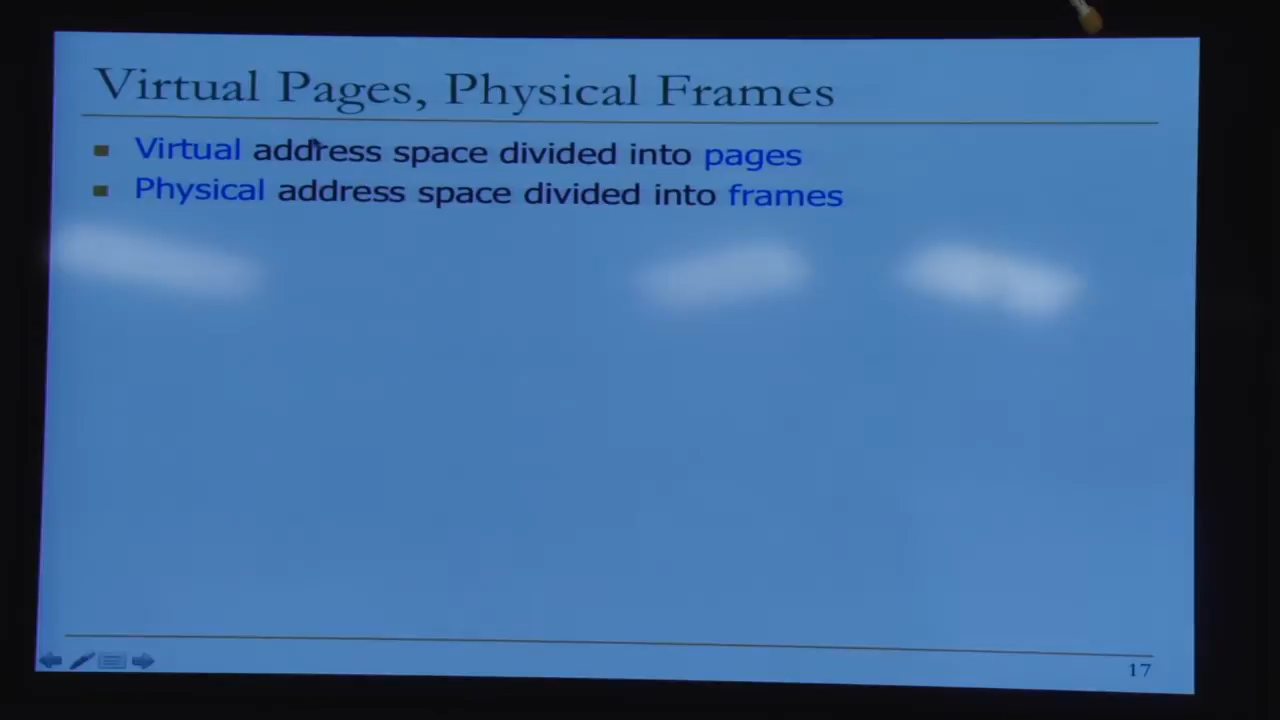 Virtual Pages, Physical Frames
Virtual address space divided into pages
Physical address space divided into frames
17